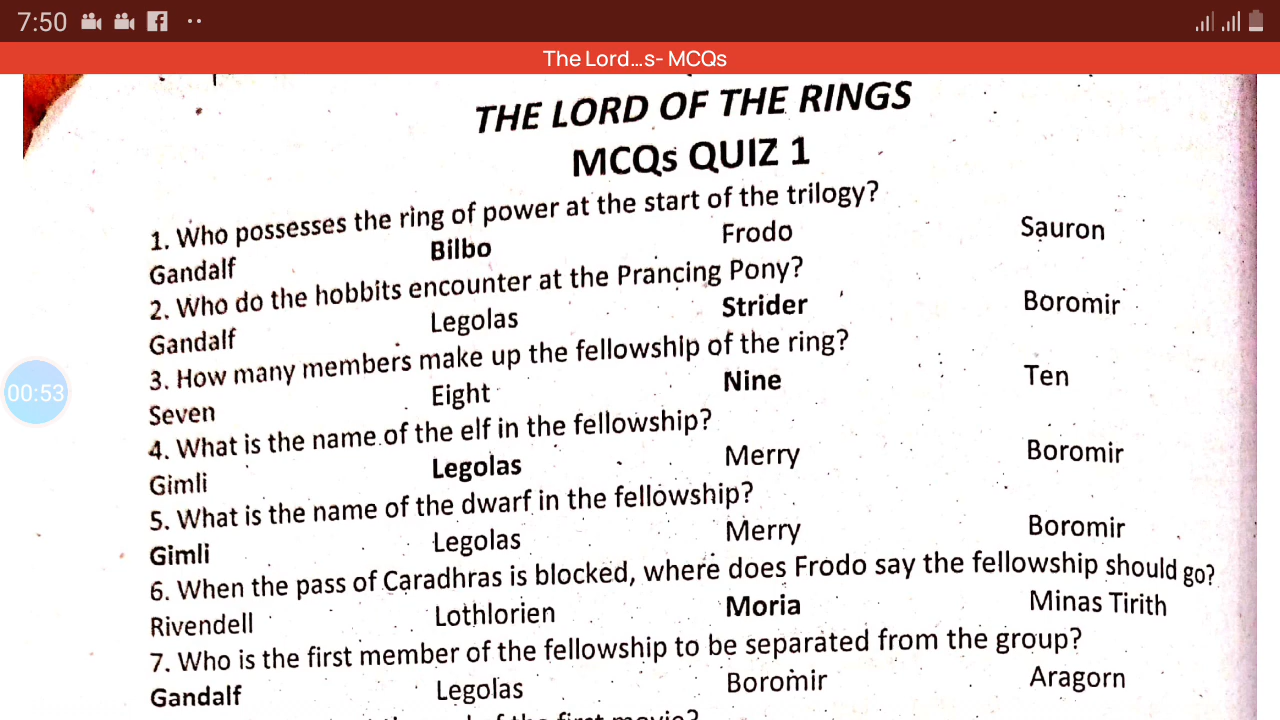 7:50
The Lord...s- MCQs
THE LORD OF THE RINGS
MCQs QUIZ 1
1. Who possesses the ring of power at the start of the trilogy?
Gandalf Bilbo Frodo Sauron
2. Who do the hobbits encounter at the Prancing Pony?
Gandalf Legolas Strider Boromir
3. How many members make up the fellowship of the ring?
Seven Eight Nine Ten
00:53
4. What is the name of the elf in the fellowship?
Gimli Legolas Merry Boromir
5. What is the name of the dwarf in the fellowship?
Gimli Legolas Merry Boromir
6. When the pass of Caradhras is blocked, where does Frodo say the fellowship should go?
Rivendell Lothlorien Moria Minas Tirith
7. Who is the first member of the fellowship to be separated from the group?
Gandalf Legolas Boromir Aragorn